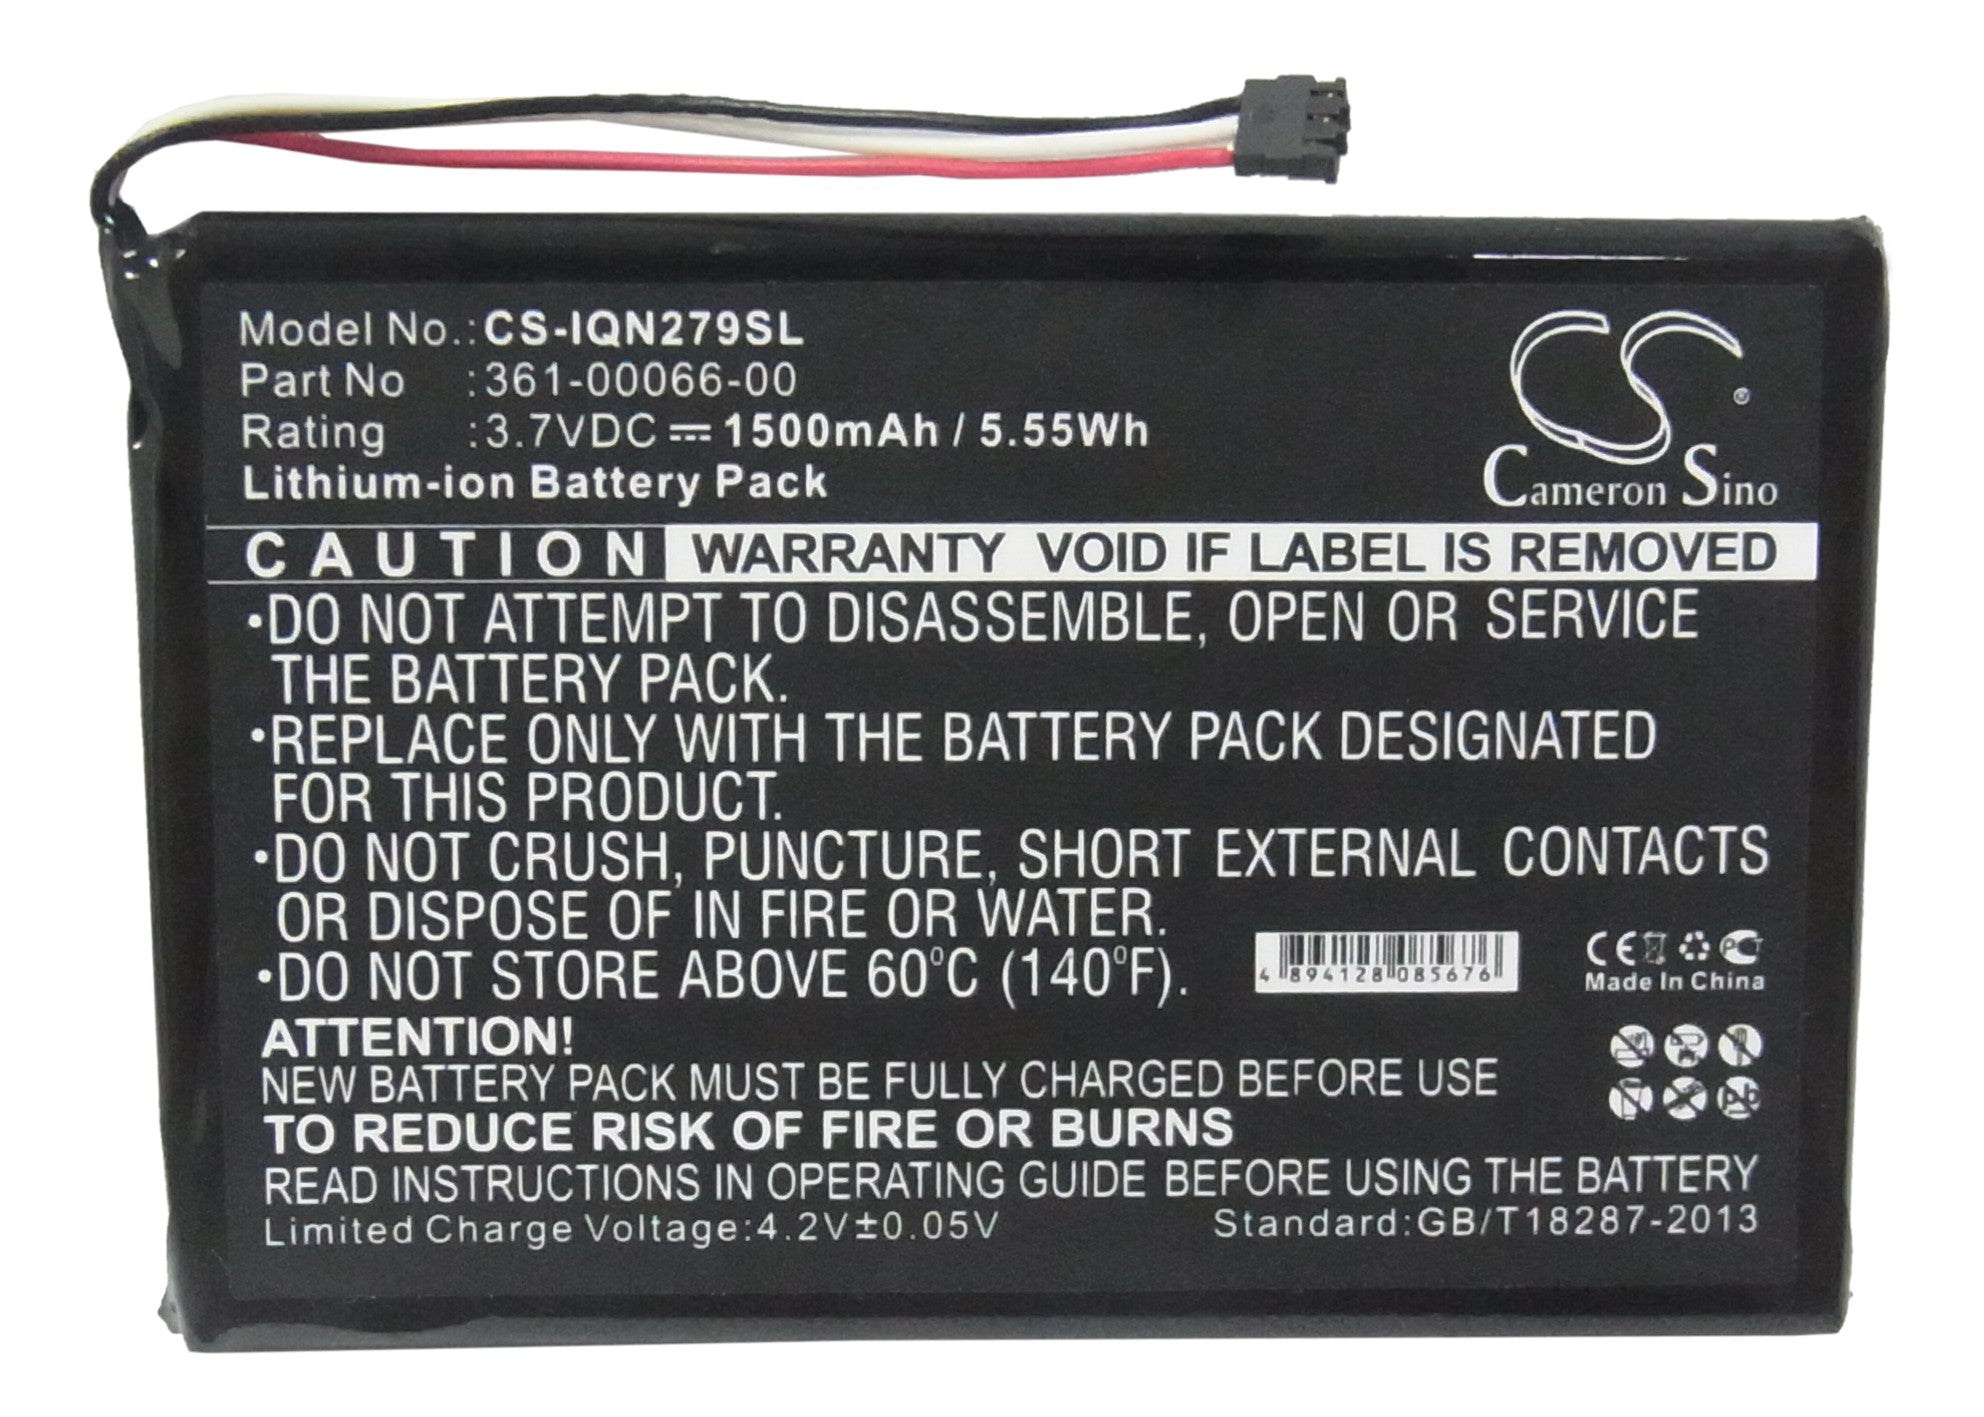 Model No.:CS-IQN279SL
Part No :361-00066-00
Rating :3.7VDC ⎓ 1500mAh / 5.55Wh
Lithium-ion Battery Pack
CS ®
Cameron Sino
CAUTION WARRANTY VOID IF LABEL IS REMOVED
•DO NOT ATTEMPT TO DISASSEMBLE, OPEN OR SERVICE
THE BATTERY PACK.
•REPLACE ONLY WITH THE BATTERY PACK DESIGNATED
FOR THIS PRODUCT.
•DO NOT CRUSH, PUNCTURE, SHORT EXTERNAL CONTACTS
OR DISPOSE OF IN FIRE OR WATER.
•DO NOT STORE ABOVE 60°C (140°F).
4 894128 085676
CE
Made In China
ATTENTION!
NEW BATTERY PACK MUST BE FULLY CHARGED BEFORE USE
TO REDUCE RISK OF FIRE OR BURNS
READ INSTRUCTIONS IN OPERATING GUIDE BEFORE USING THE BATTERY
Limited Charge Voltage:4.2V±0.05V
Standard:GB/T18287-2013